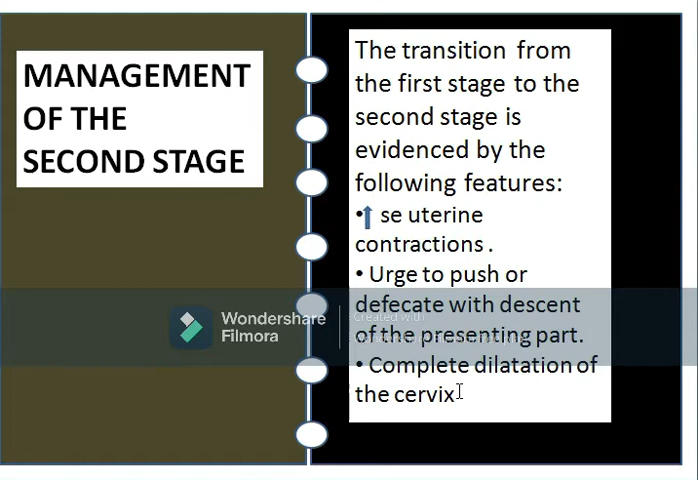 MANAGEMENT
OF THE
SECOND STAGE
The transition from
the first stage to the
second stage is
evidenced by the
following features:
•⬆ se uterine
contractions .
• Urge to push or
defecate with descent
of the presenting part.
• Complete dilatation of
the cervix
Wondershare
Filmora
Created with